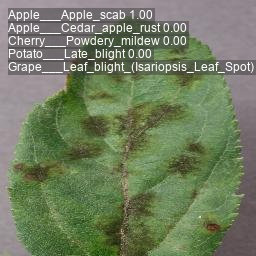 Apple___Apple_scab 1.00
Apple___Cedar_apple_rust 0.00
Cherry___Powdery_mildew 0.00
Potato___Late_blight 0.00
Grape___Leaf_blight_(Isariopsis_Leaf_Spot)